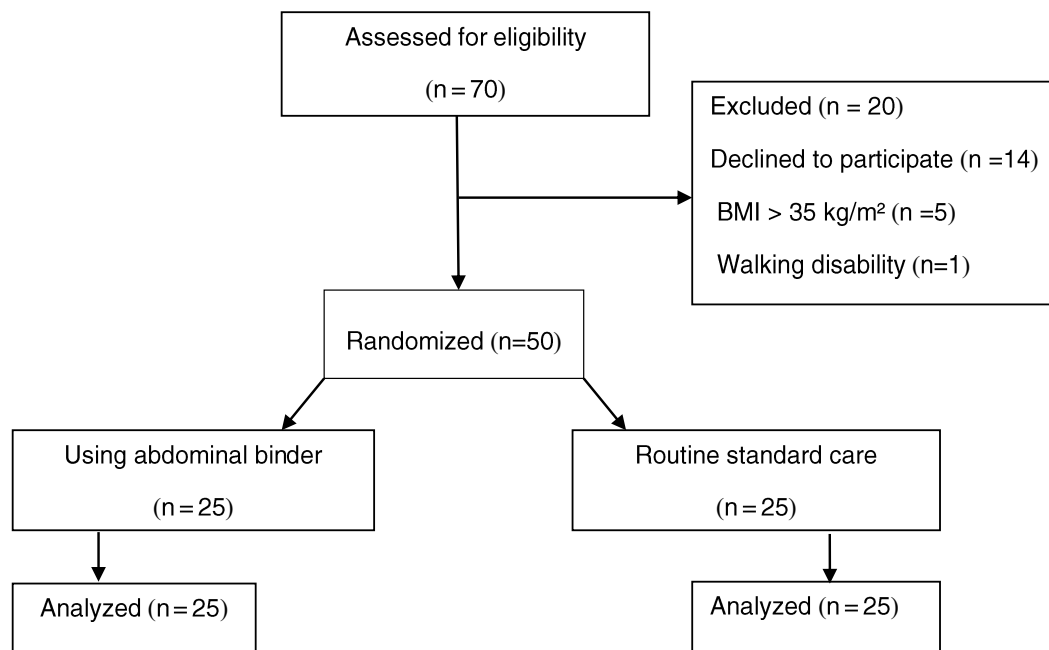 Assessed for eligibility
(n = 70)
Excluded (n = 20)
Declined to participate (n =14)
BMI > 35 kg/m² (n =5)
Walking disability (n=1)
Randomized (n=50)
Using abdominal binder
(n = 25)
Routine standard care
(n = 25)
Analyzed (n = 25)
Analyzed (n = 25)